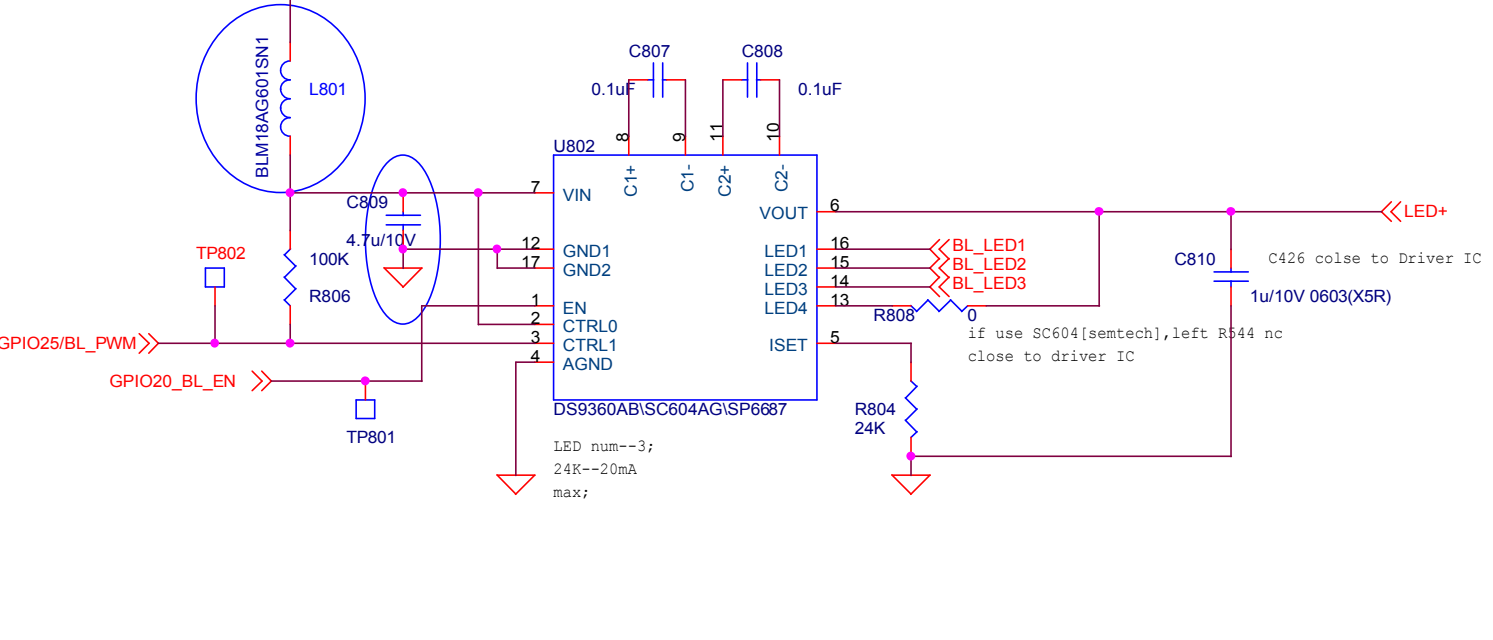 BLM18AG601SN1
L801
C807
C808
0.1uF
0.1uF
8
9
11
10
U802
C1+
C1-
C2+
C2-
7
VIN
C809
4.7u/10V
VOUT
6
LED+
12
GND1
17
GND2
LED1
16
BL_LED1
LED2
15
BL_LED2
LED3
14
BL_LED3
LED4
13
R808
0
C810
C426 colse to Driver IC
1u/10V 0603(X5R)
TP802
100K
R806
1
EN
2
CTRL0
3
CTRL1
4
AGND
ISET
5
if use SC604[semtech],left R544 nc
close to driver IC
GPIO25/BL_PWM
GPIO20_BL_EN
TP801
DS9360AB\SC604AG\SP6687
R804
24K
LED num--3;
24K--20mA
max;